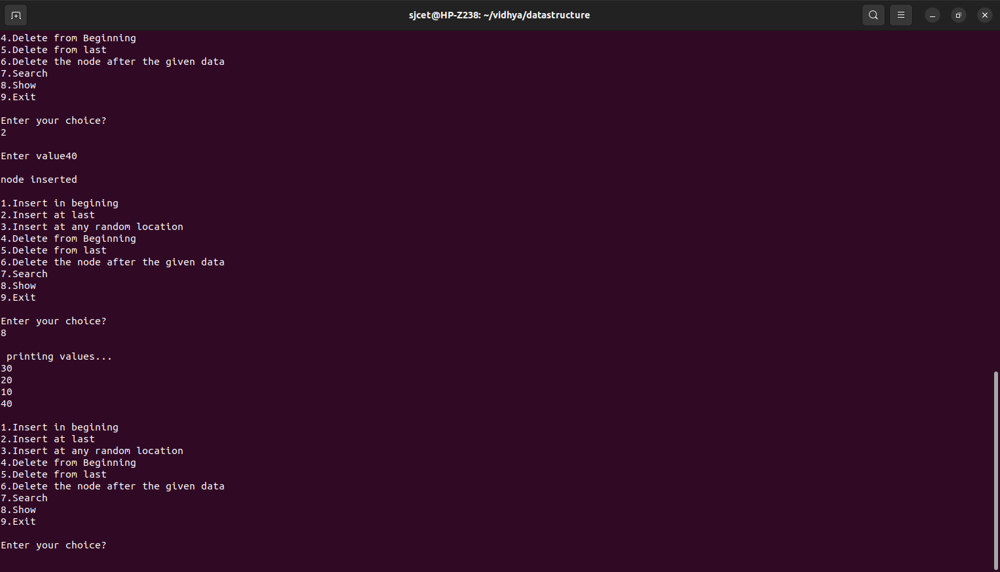 sjcet@HP-Z238: ~/vidhya/datastructure
4.Delete from Beginning
5.Delete from last
6.Delete the node after the given data
7.Search
8.Show
9.Exit
Enter your choice?
2
Enter value40
node inserted
1.Insert in begining
2.Insert at last
3.Insert at any random location
4.Delete from Beginning
5.Delete from last
6.Delete the node after the given data
7.Search
8.Show
9.Exit
Enter your choice?
8
printing values...
30
20
10
40
1.Insert in begining
2.Insert at last
3.Insert at any random location
4.Delete from Beginning
5.Delete from last
6.Delete the node after the given data
7.Search
8.Show
9.Exit
Enter your choice?